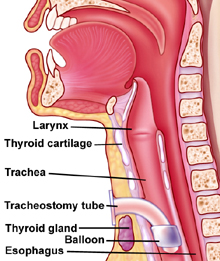 Larynx
Thyroid cartilage
Trachea
Tracheostomy tube
Thyroid gland
Balloon
Esophagus